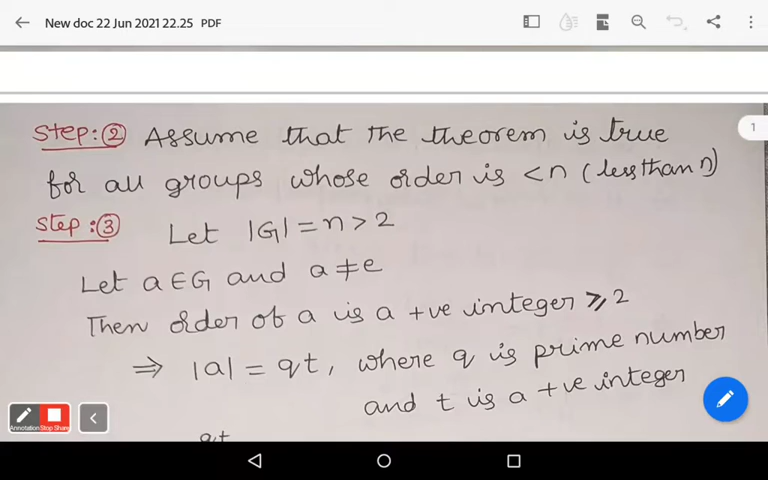 New doc 22 Jun 2021 22.25 PDF
1
Step:② Assume that the theorem is true
for all groups whose order is <n (less than n)
Step:③ Let |G| = n > 2
Let a ∈ G and a ≠ e
Then order of a is a +ve integer ⩾ 2
⇒ |a| = qt, where q is prime number
and t is a +ve integer
qt
Annotation Stop Share